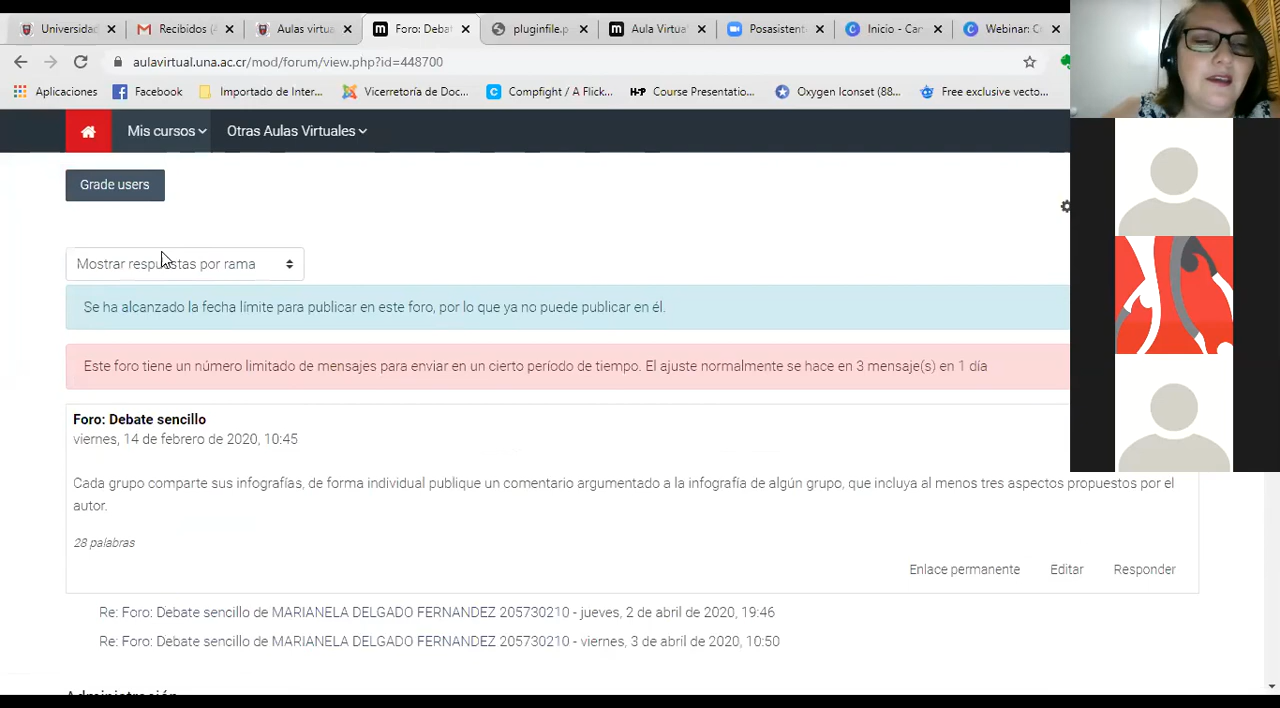 Universida
Recibidos (
Aulas virtua
Foro: Deba
pluginfile.p
Aula Virtua
Posasistent
Inicio - Car
Webinar: C
aulavirtual.una.ac.cr/mod/forum/view.php?id=448700
Aplicaciones
Facebook
Importado de Inter...
Vicerretoría de Doc...
Compfight / A Flick...
H-P Course Presentatio...
Oxygen Iconset (88...
Free exclusive vecto...
Mis cursos
Otras Aulas Virtuales
Grade users
Mostrar respuestas por rama
Se ha alcanzado la fecha límite para publicar en este foro, por lo que ya no puede publicar en él.
Este foro tiene un número limitado de mensajes para enviar en un cierto período de tiempo. El ajuste normalmente se hace en 3 mensaje(s) en 1 día
Foro: Debate sencillo
viernes, 14 de febrero de 2020, 10:45
Cada grupo comparte sus infografías, de forma individual publique un comentario argumentado a la infografía de algún grupo, que incluya al menos tres aspectos propuestos por el
autor.
28 palabras
Enlace permanente
Editar
Responder
Re: Foro: Debate sencillo de MARIANELA DELGADO FERNANDEZ 205730210 - jueves, 2 de abril de 2020, 19:46
Re: Foro: Debate sencillo de MARIANELA DELGADO FERNANDEZ 205730210 - viernes, 3 de abril de 2020, 10:50
Administración